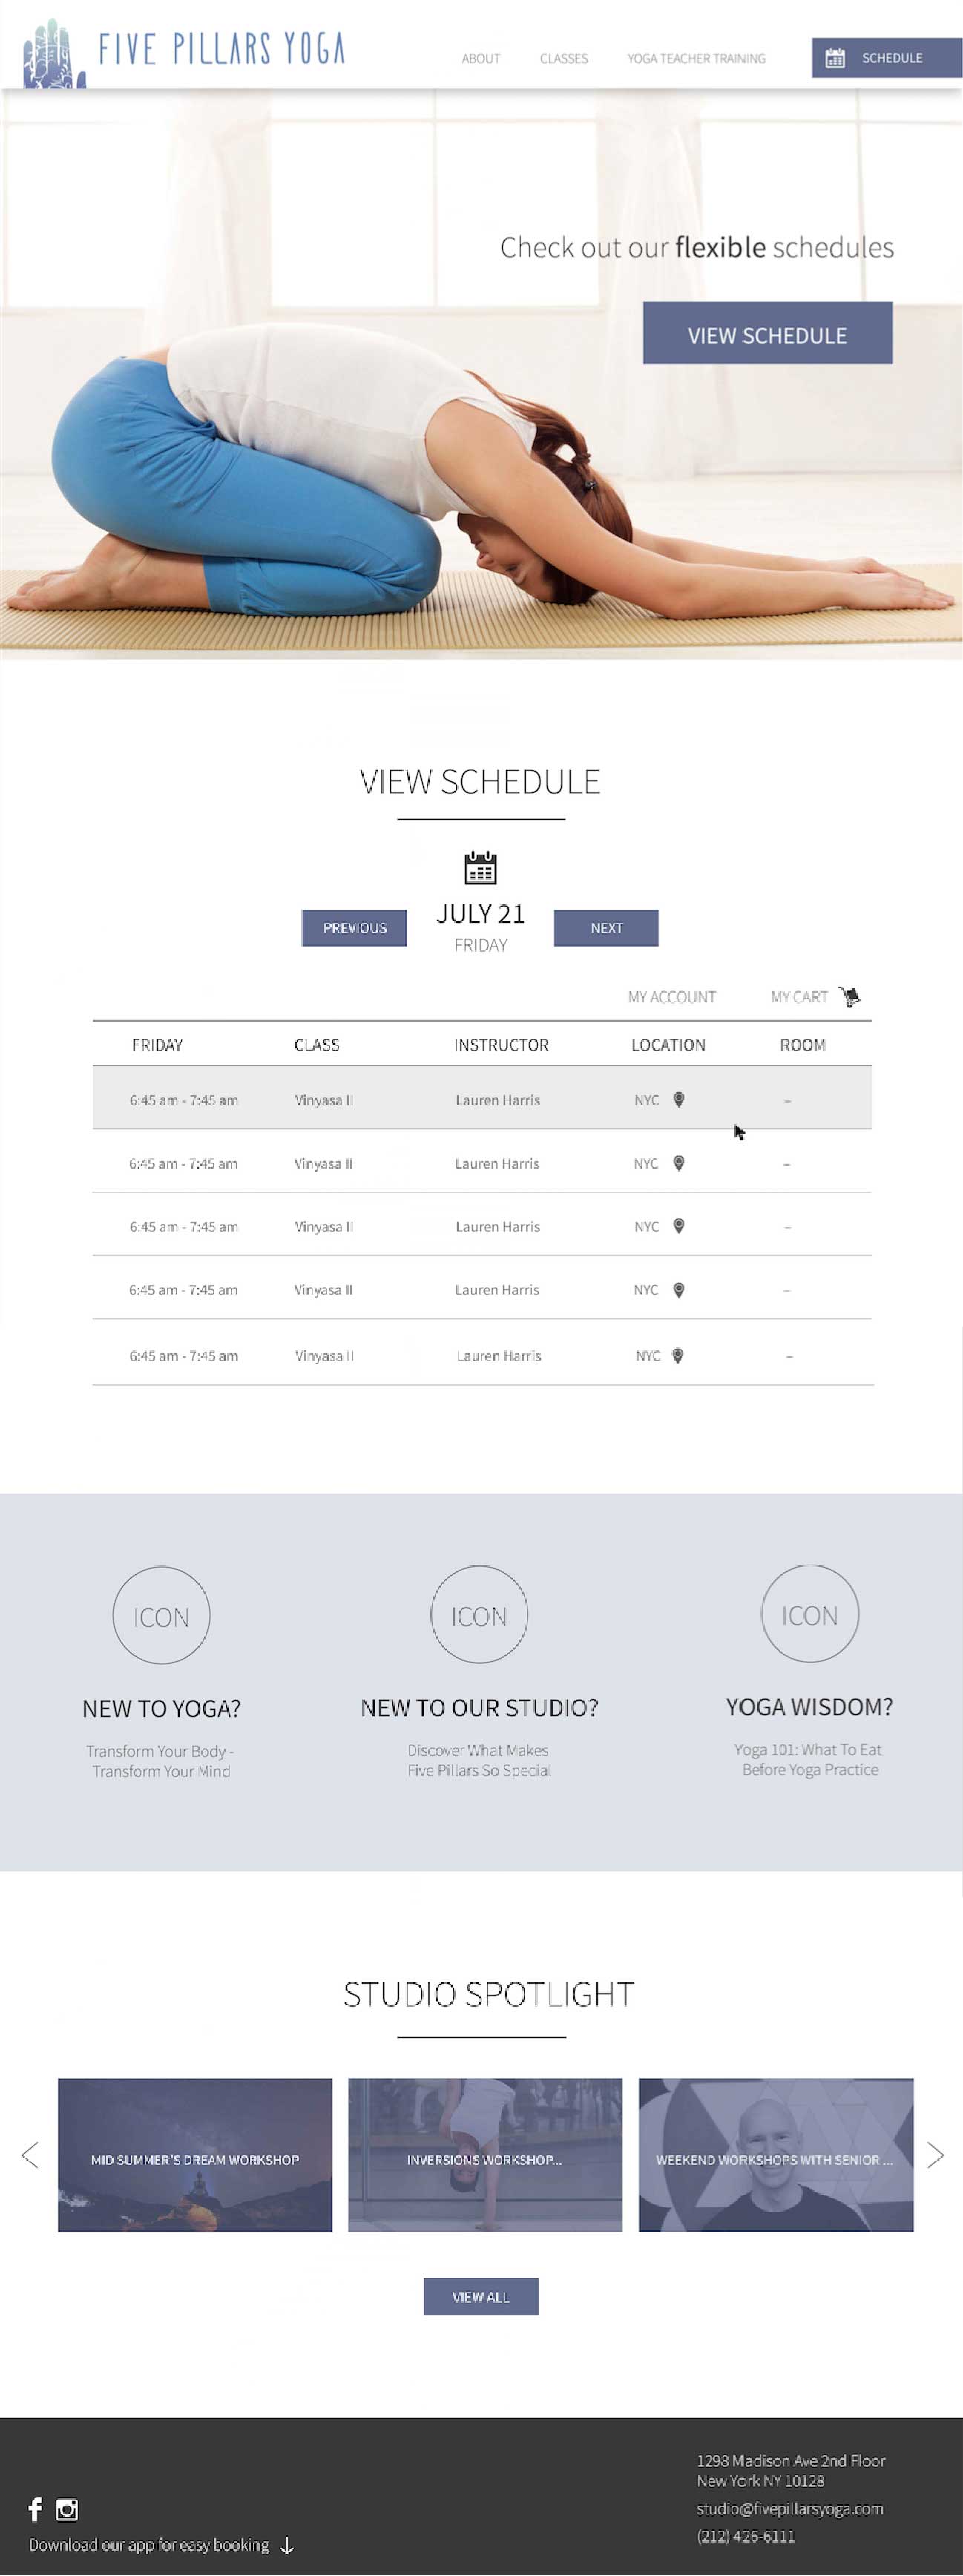 FIVE PILLARS YOGA
ABOUT CLASSES YOGA TEACHER TRAINING SCHEDULE
Check out our flexible schedules
VIEW SCHEDULE
VIEW SCHEDULE
JULY 21
PREVIOUS NEXT
FRIDAY
MY ACCOUNT MY CART
FRIDAY CLASS INSTRUCTOR LOCATION ROOM
6:45 am - 7:45 am Vinyasa II Lauren Harris NYC –
6:45 am - 7:45 am Vinyasa II Lauren Harris NYC –
6:45 am - 7:45 am Vinyasa II Lauren Harris NYC –
6:45 am - 7:45 am Vinyasa II Lauren Harris NYC –
6:45 am - 7:45 am Vinyasa II Lauren Harris NYC –
ICON ICON ICON
NEW TO YOGA? NEW TO OUR STUDIO? YOGA WISDOM?
Transform Your Body - Discover What Makes Yoga 101: What To Eat
Transform Your Mind Five Pillars So Special Before Yoga Practice
STUDIO SPOTLIGHT
MID SUMMER'S DREAM WORKSHOP INVERSIONS WORKSHOP... WEEKEND WORKSHOPS WITH SENIOR ...
VIEW ALL
1298 Madison Ave 2nd Floor
New York NY 10128
studio@fivepillarsyoga.com
(212) 426-6111
Download our app for easy booking